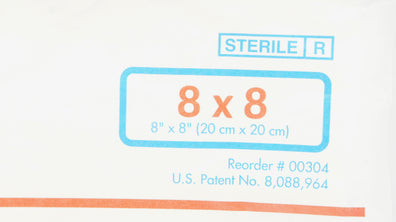 STERILE R
8 x 8
8" x 8" (20 cm x 20 cm)
Reorder # 00304
U.S. Patent No. 8,088,964